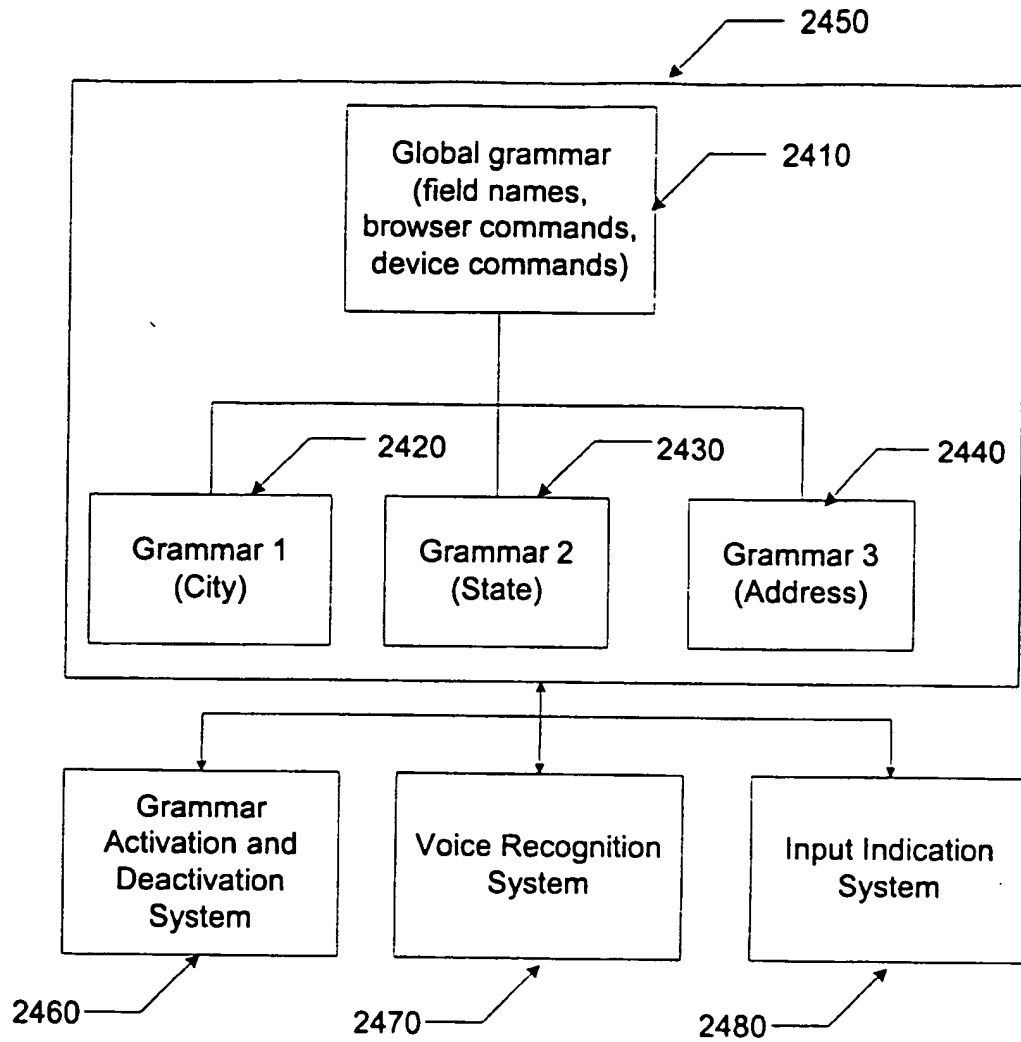 2450
Global grammar
(field names,
browser commands,
device commands)
2410
2420
2430
2440
Grammar 1
(City)
Grammar 2
(State)
Grammar 3
(Address)
Grammar
Activation and
Deactivation
System
Voice Recognition
System
Input Indication
System
2460
2470
2480